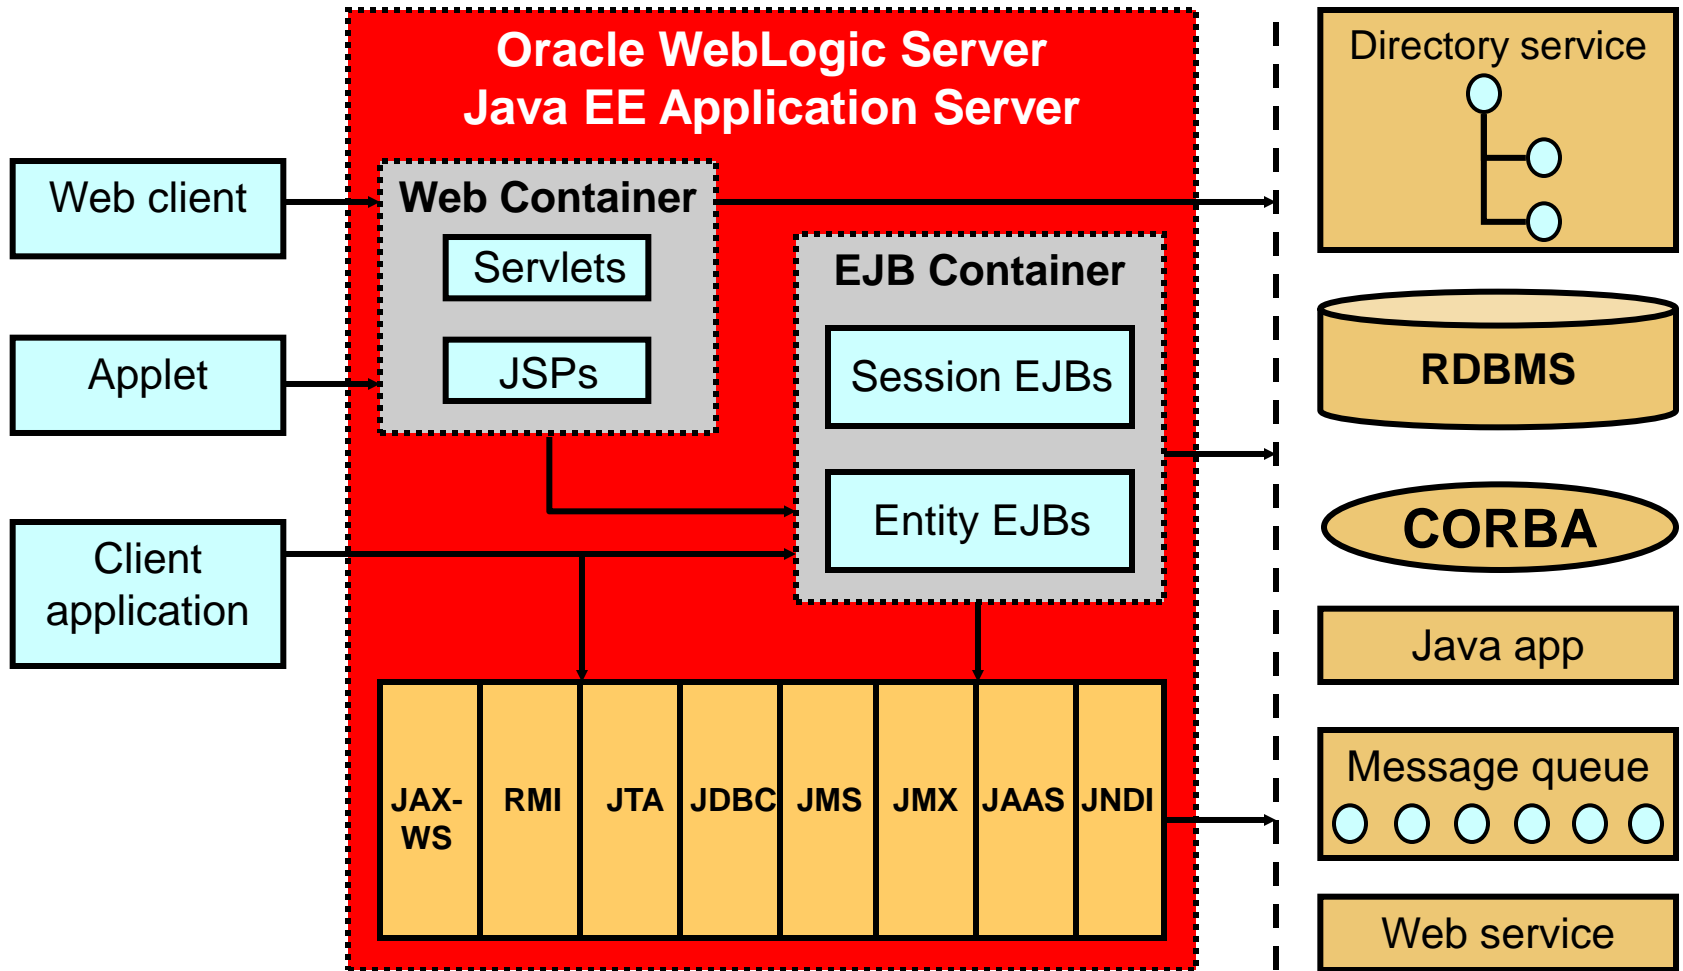 Oracle WebLogic Server
Java EE Application Server
Web client
Applet
Client
application
Web Container
Servlets
JSPs
EJB Container
Session EJBs
Entity EJBs
JAX-
WS
RMI
JTA
JDBC
JMS
JMX
JAAS
JNDI
Directory service
RDBMS
CORBA
Java app
Message queue
Web service